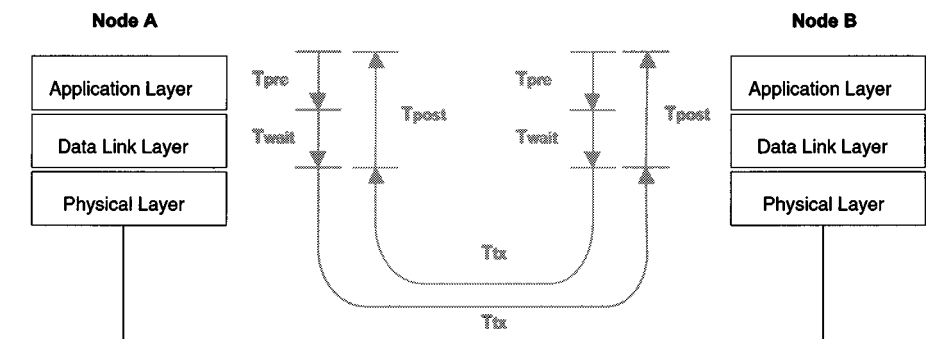 Node A
Node B
Application Layer
Tpre
Tpre
Application Layer
Tpost
Tpost
Data Link Layer
Twait
Twait
Data Link Layer
Physical Layer
Physical Layer
Ttx
Ttx